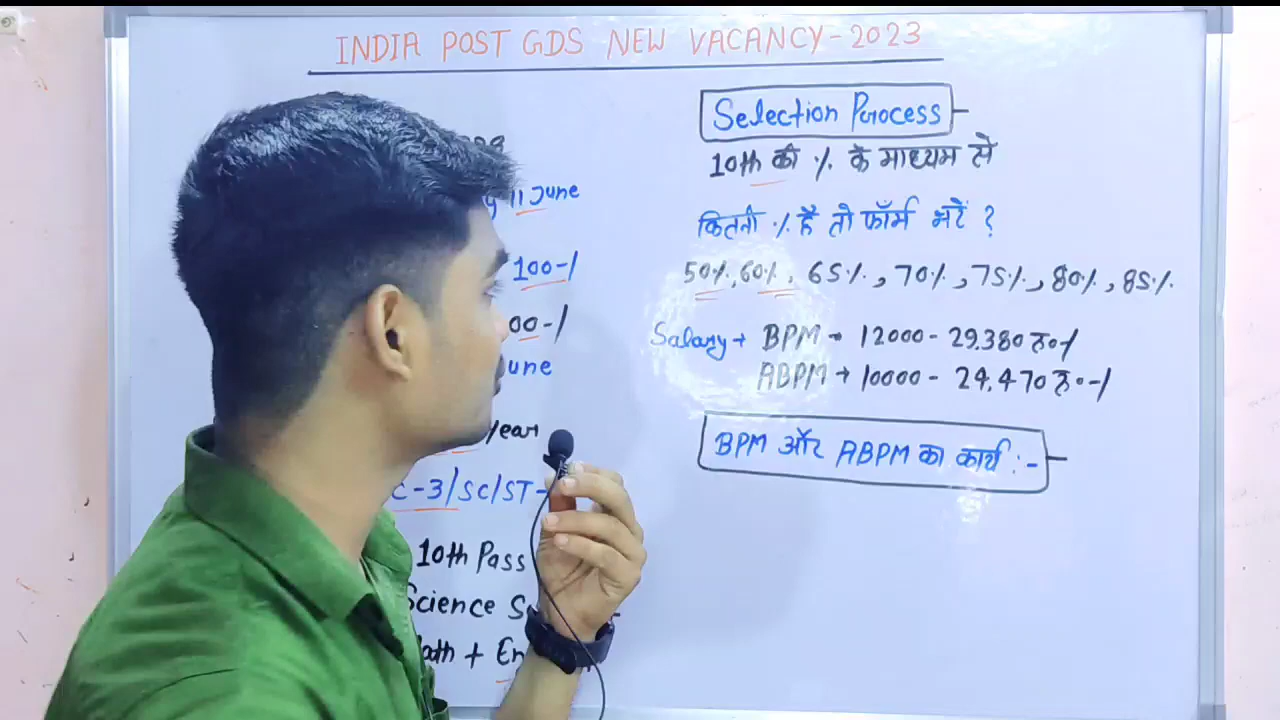 INDIA POST GDS NEW VACANCY-2023
11 June
100-/
00-/
une
year
C-3/SC/ST-
10th Pass
Science
ath + En
Selection Process
10th की % के माध्यम से
कितनी % है तो फॉर्म भरें ?
50%, 60%, 65%, 70%, 75%, 80%, 85%
Salary → BPM → 12000 - 29,380 रु०-/
ABPM → 10000 - 24,470 रु०-/
BPM और ABPM का कार्य :-